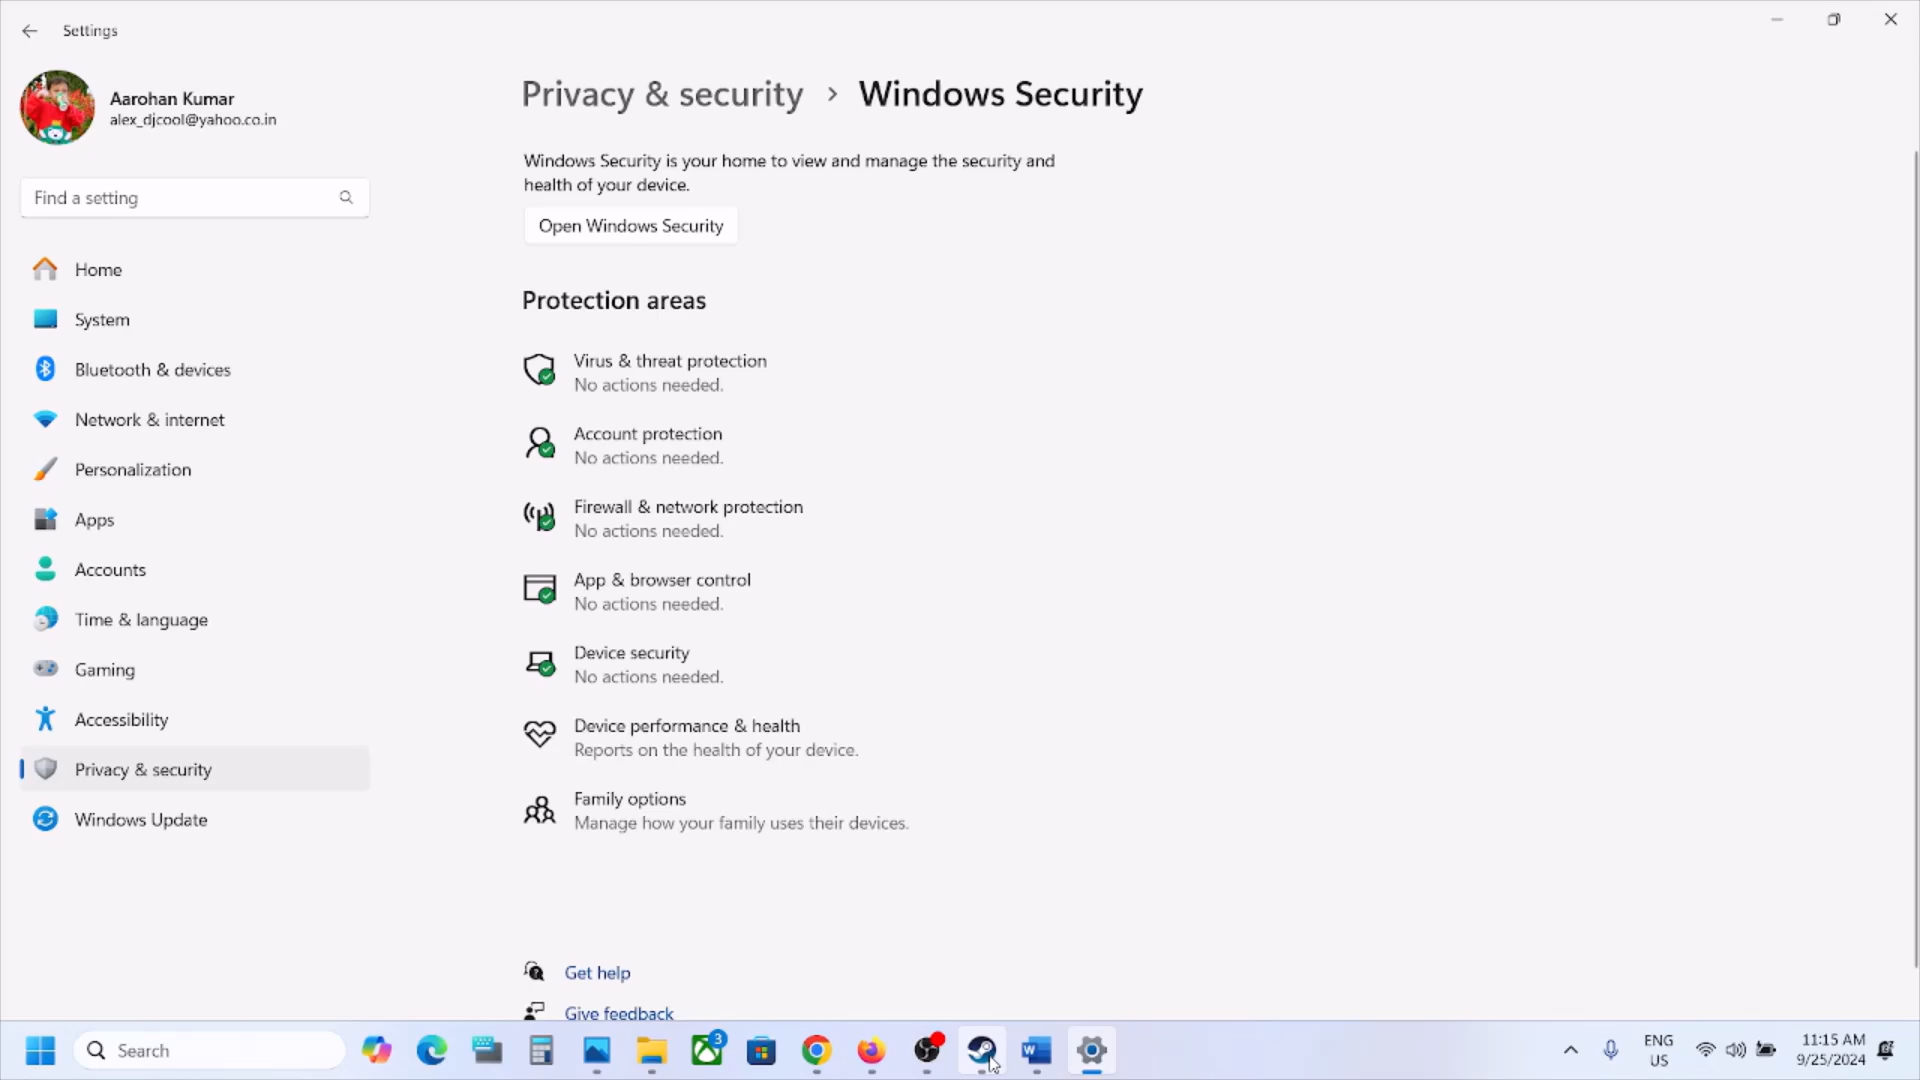 Settings
Aarohan Kumar
alex_djcool@yahoo.co.in
Find a setting
Home
System
Bluetooth & devices
Network & internet
Personalization
Apps
Accounts
Time & language
Gaming
Accessibility
Privacy & security
Windows Update
Privacy & security > Windows Security
Windows Security is your home to view and manage the security and
health of your device.
Open Windows Security
Protection areas
Virus & threat protection
No actions needed.
Account protection
No actions needed.
Firewall & network protection
No actions needed.
App & browser control
No actions needed.
Device security
No actions needed.
Device performance & health
Reports on the health of your device.
Family options
Manage how your family uses their devices.
Get help
Give feedback
Search
3
ENG
US
11:15 AM
9/25/2024